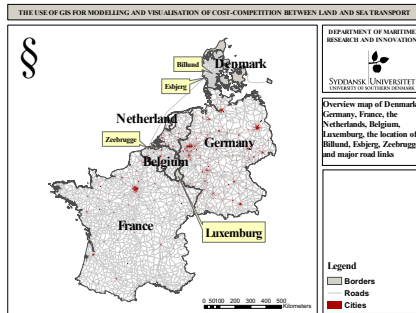 THE USE OF GIS FOR MODELLING AND VISUALISATION OF COST-COMPETITION BETWEEN LAND AND SEA TRANSPORT
§
DEPARTMENT OF MARITIME
RESEARCH AND INNOVATION
SYDDANSK UNIVERSITET
UNIVERSITY OF SOUTHERN DENMARK
Overview map of Denmark
Germany, France, the
Netherlands, Belgium,
Luxemburg, the location of
Billund, Esbjerg, Zeebrugge
and major road links
Billund
Denmark
Esbjerg
Netherland
Zeebrugge
Germany
Belgium
Luxemburg
France
0 50 100 200 300 400 500
Kilometers
Legend
Borders
Roads
Cities